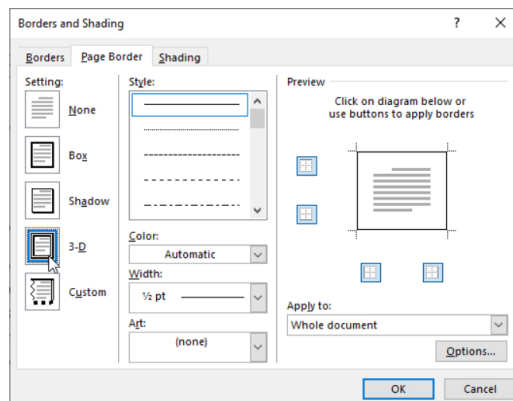 Borders and Shading
Borders
Page Border
Shading
Setting:
None
Box
Shadow
3-D
Custom
Style:
Color:
Automatic
Width:
½ pt
Art:
(none)
Preview
Click on diagram below or
use buttons to apply borders
Apply to:
Whole document
Options...
OK
Cancel